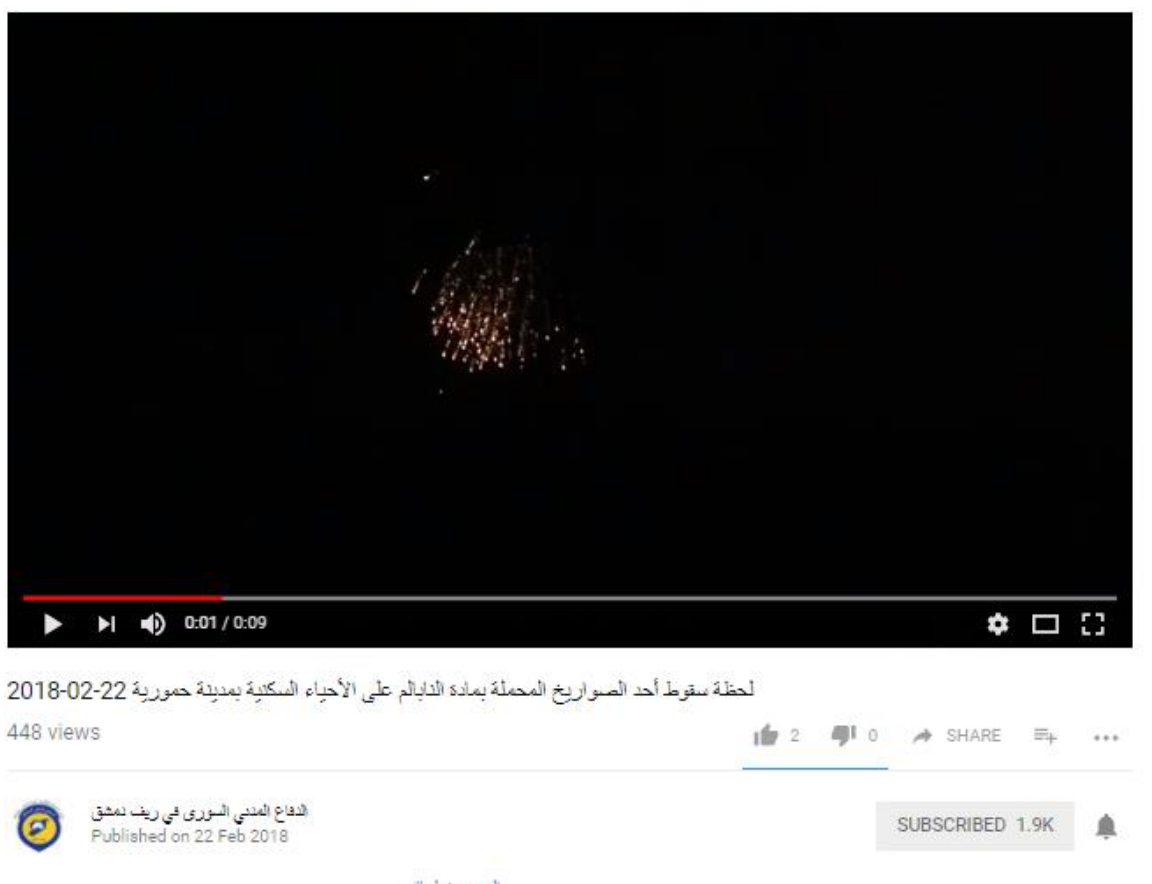 0:01 / 0:09
لحظة سقوط أحد الصواريخ المحملة بمادة النابالم على الأحياء السكنية بمدينة حمورية 22-02-2018
448 views
2
0
SHARE
الدفاع المدني السوري في ريف دمشق
Published on 22 Feb 2018
SUBSCRIBED 1.9K